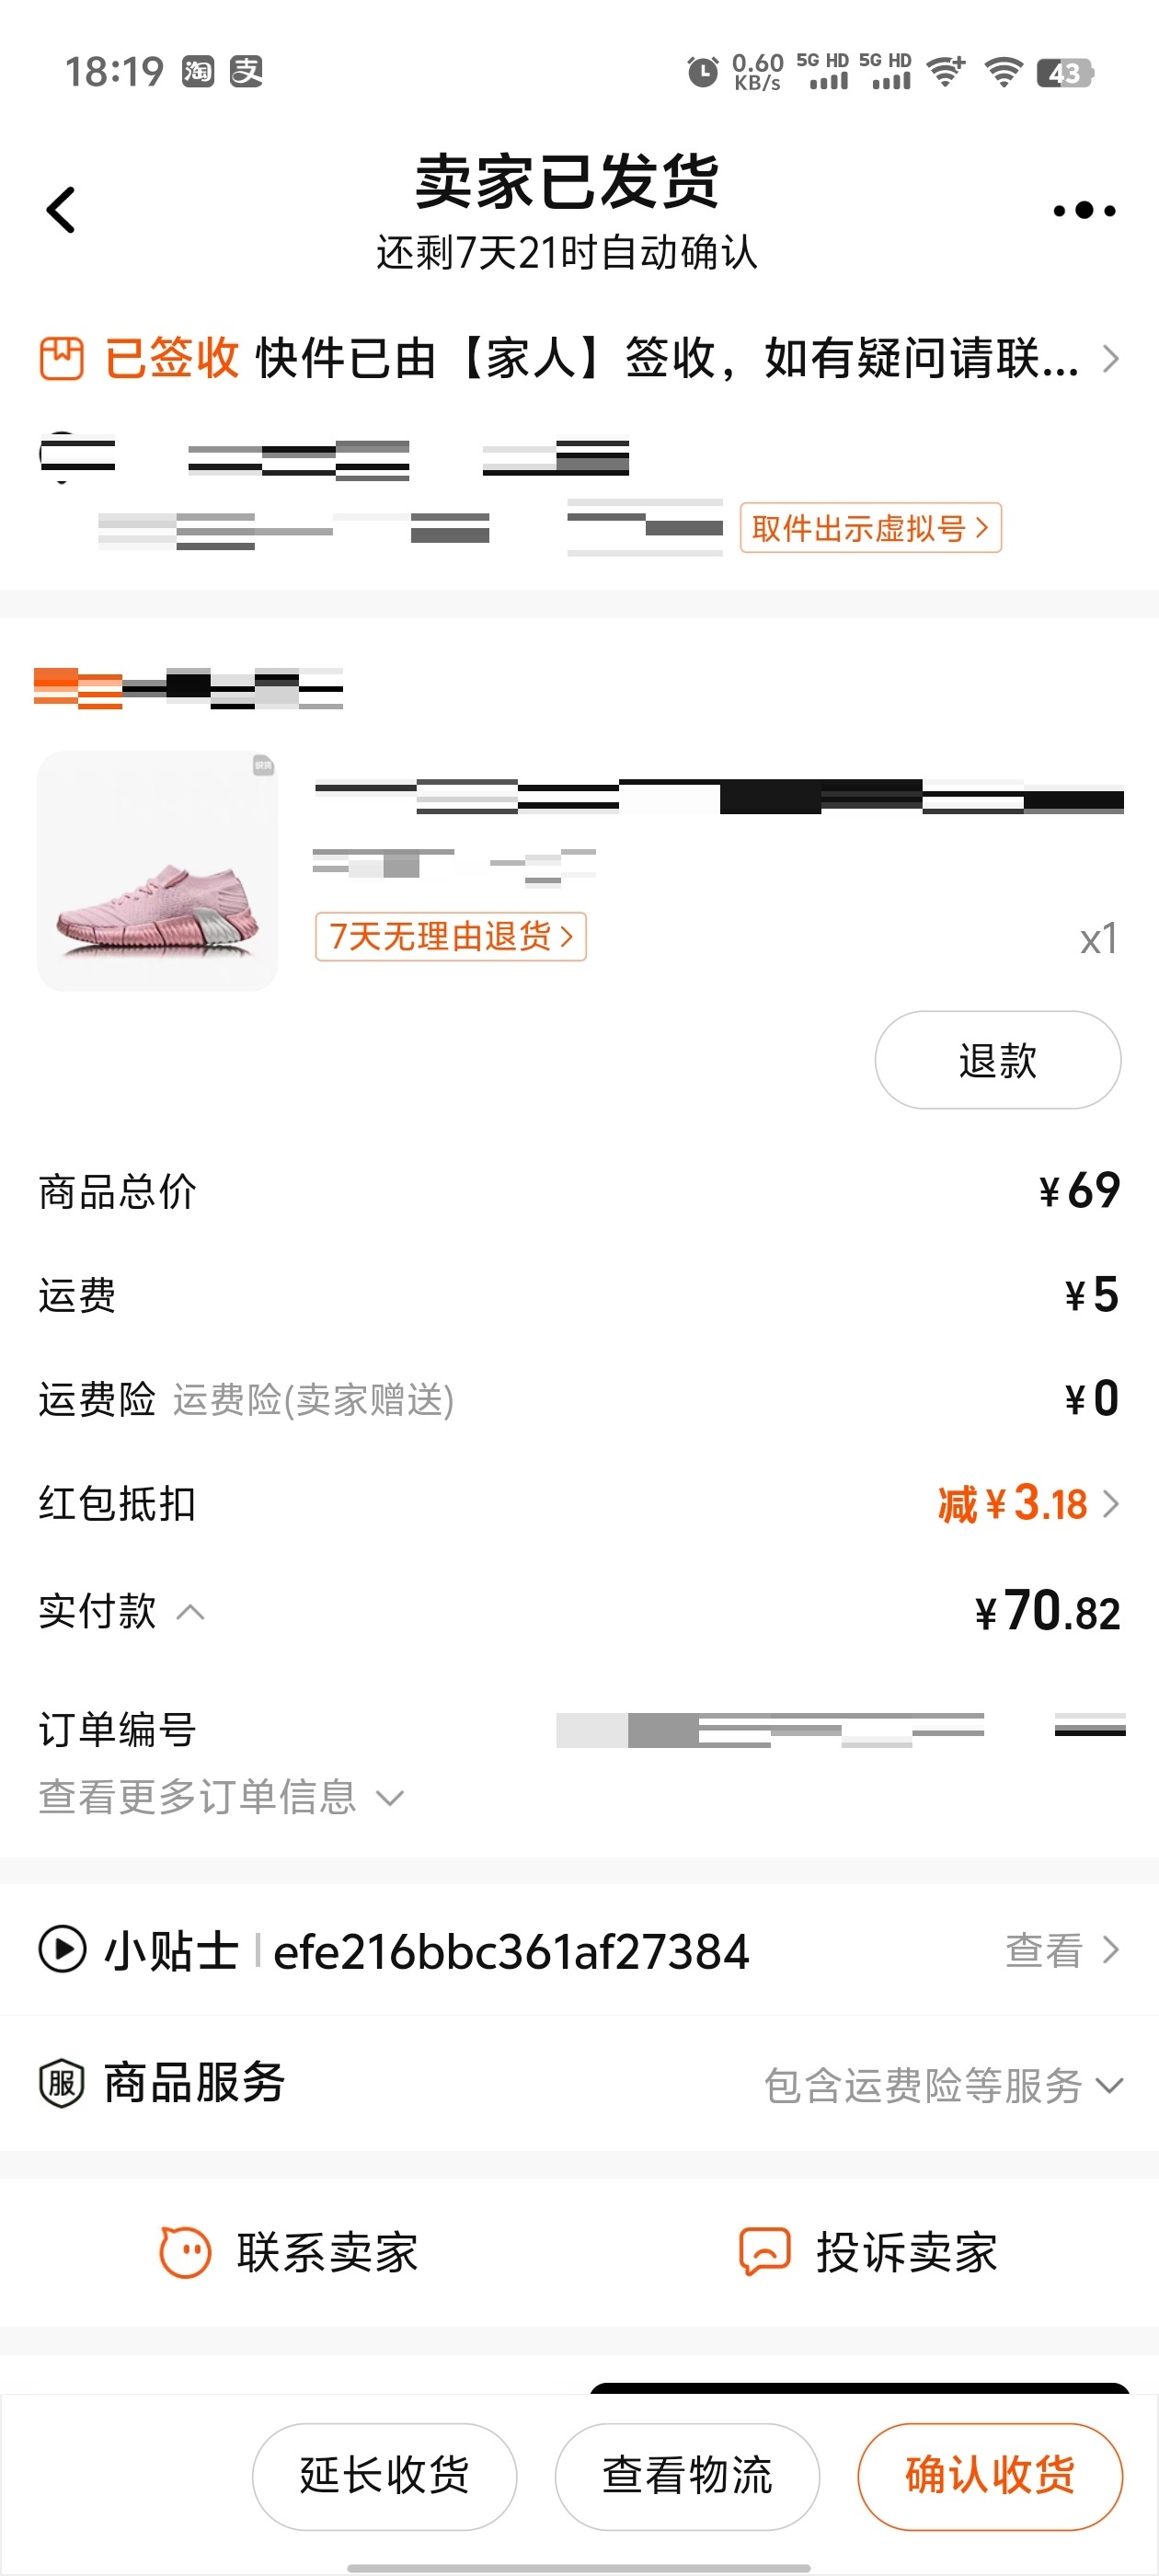 18:19 淘 支 0.60 KB/s 5G HD 5G HD 43
卖家已发货
还剩7天21时自动确认
已签收 快件已由【家人】签收，如有疑问请联...
取件出示虚拟号
7天无理由退货
x1
退款
商品总价 ¥69
运费 ¥5
运费险 运费险(卖家赠送) ¥0
红包抵扣 减¥3.18
实付款 ¥70.82
订单编号
查看更多订单信息
小贴士 | efe216bbc361af27384 查看
服 商品服务 包含运费险等服务
联系卖家 投诉卖家
延长收货 查看物流 确认收货